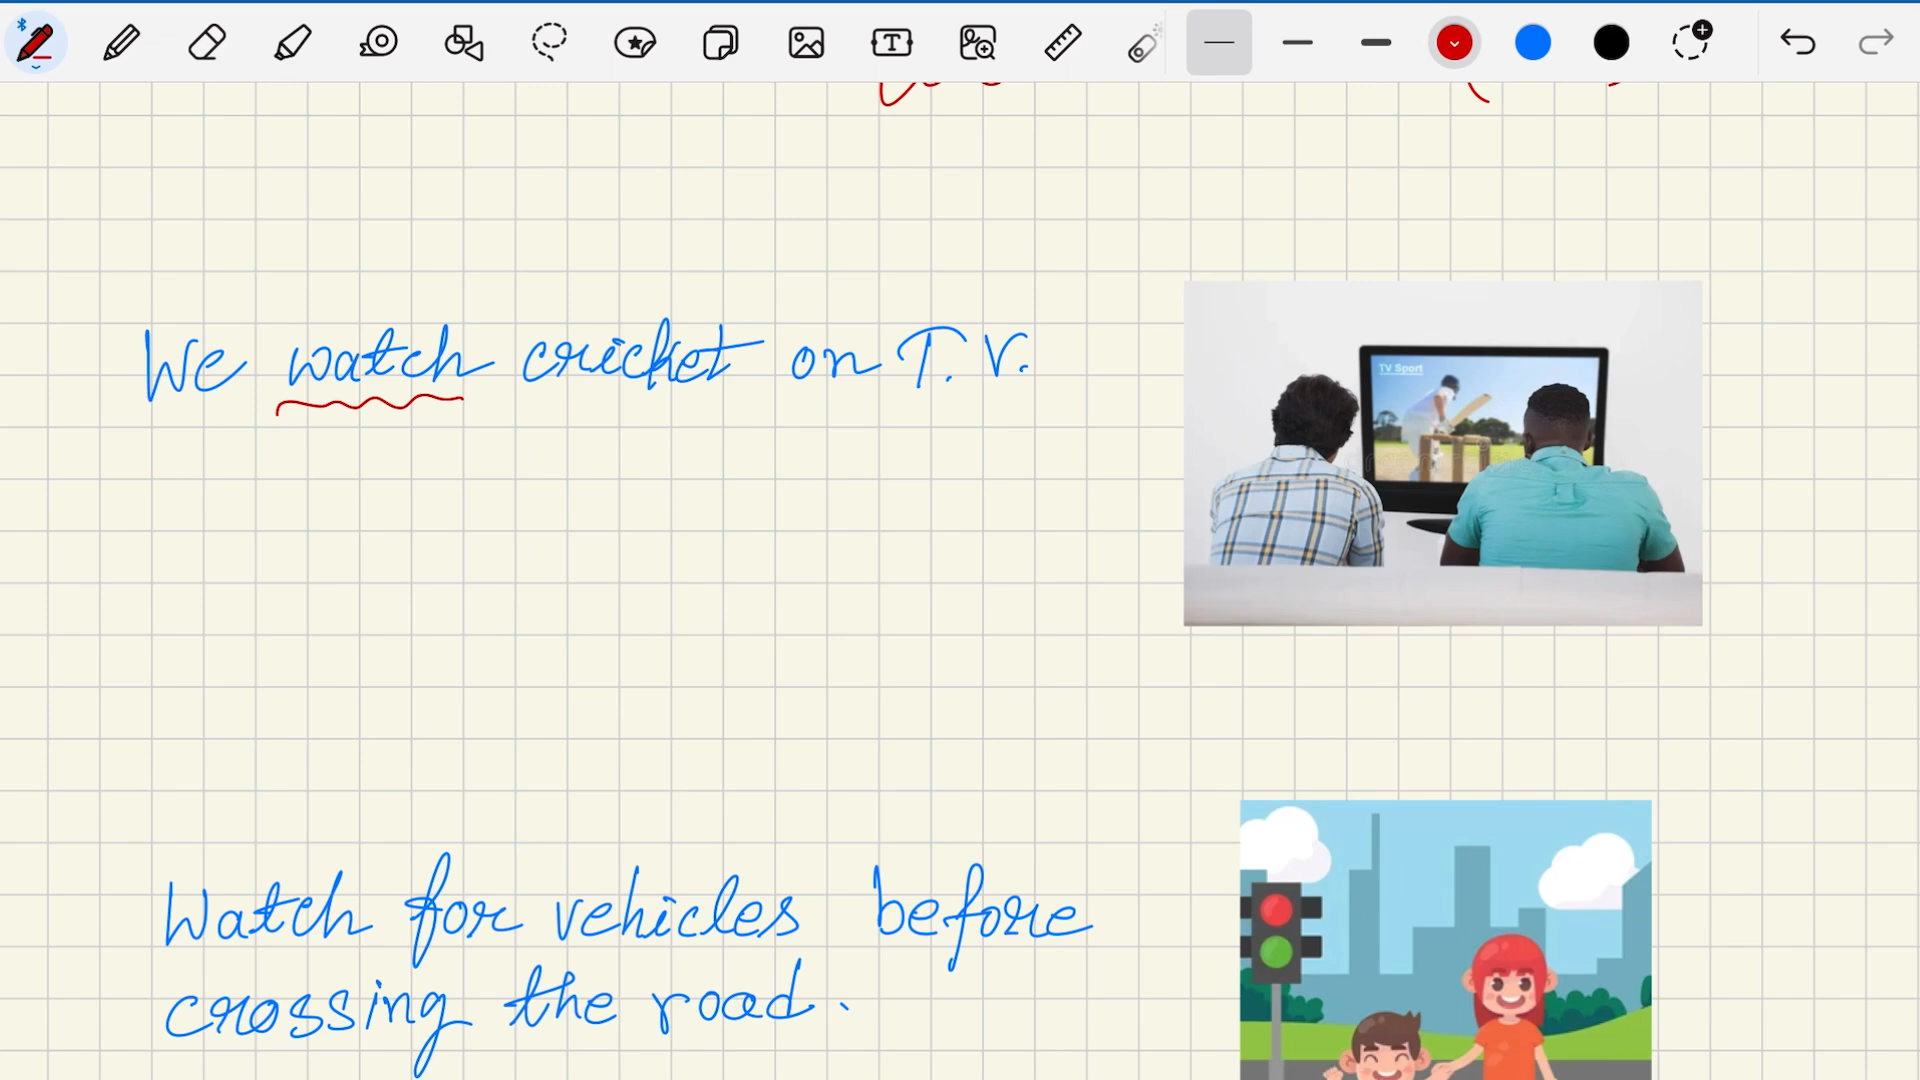 We watch cricket on T.V.
TV Sport
Watch for vehicles before
crossing the road.